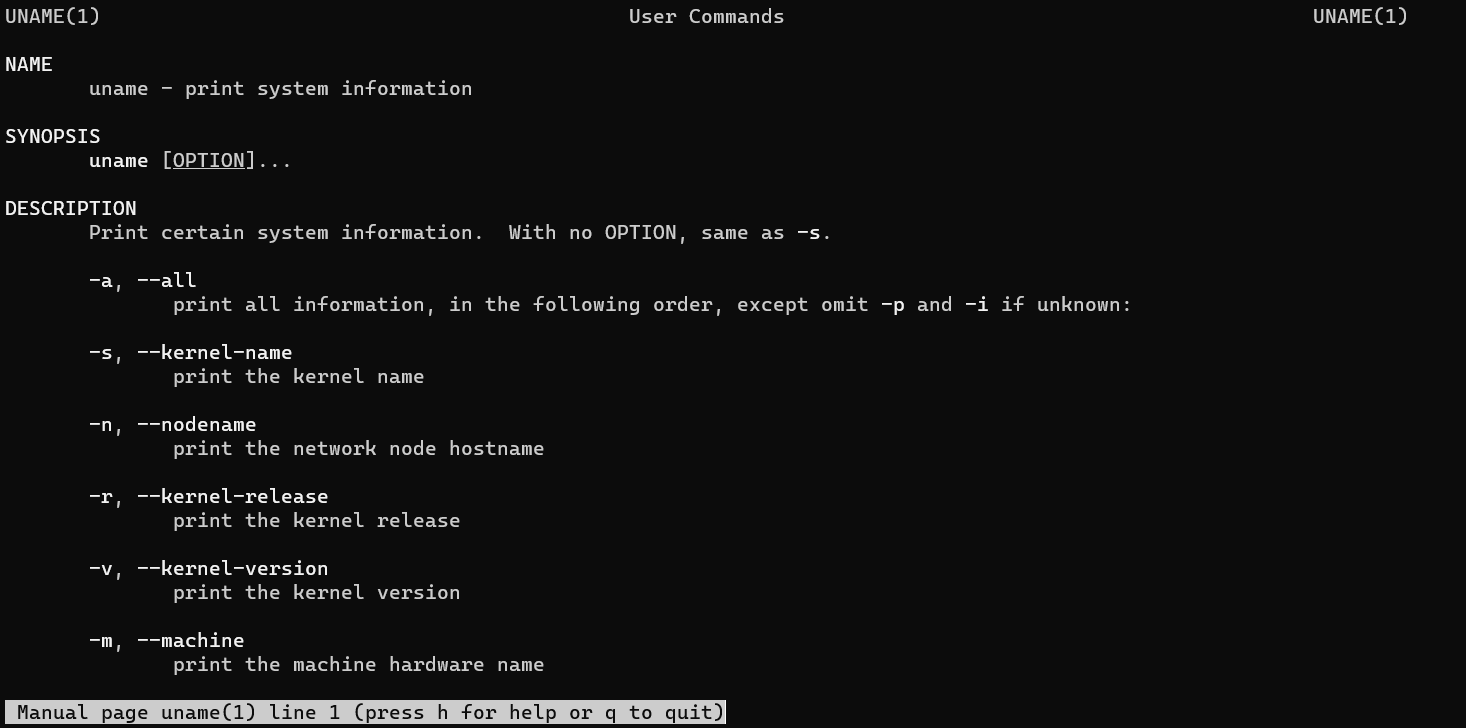 UNAME(1) User Commands UNAME(1)
NAME
uname - print system information
SYNOPSIS
uname [OPTION]...
DESCRIPTION
Print certain system information.  With no OPTION, same as -s.
-a, --all
print all information, in the following order, except omit -p and -i if unknown:
-s, --kernel-name
print the kernel name
-n, --nodename
print the network node hostname
-r, --kernel-release
print the kernel release
-v, --kernel-version
print the kernel version
-m, --machine
print the machine hardware name
Manual page uname(1) line 1 (press h for help or q to quit)